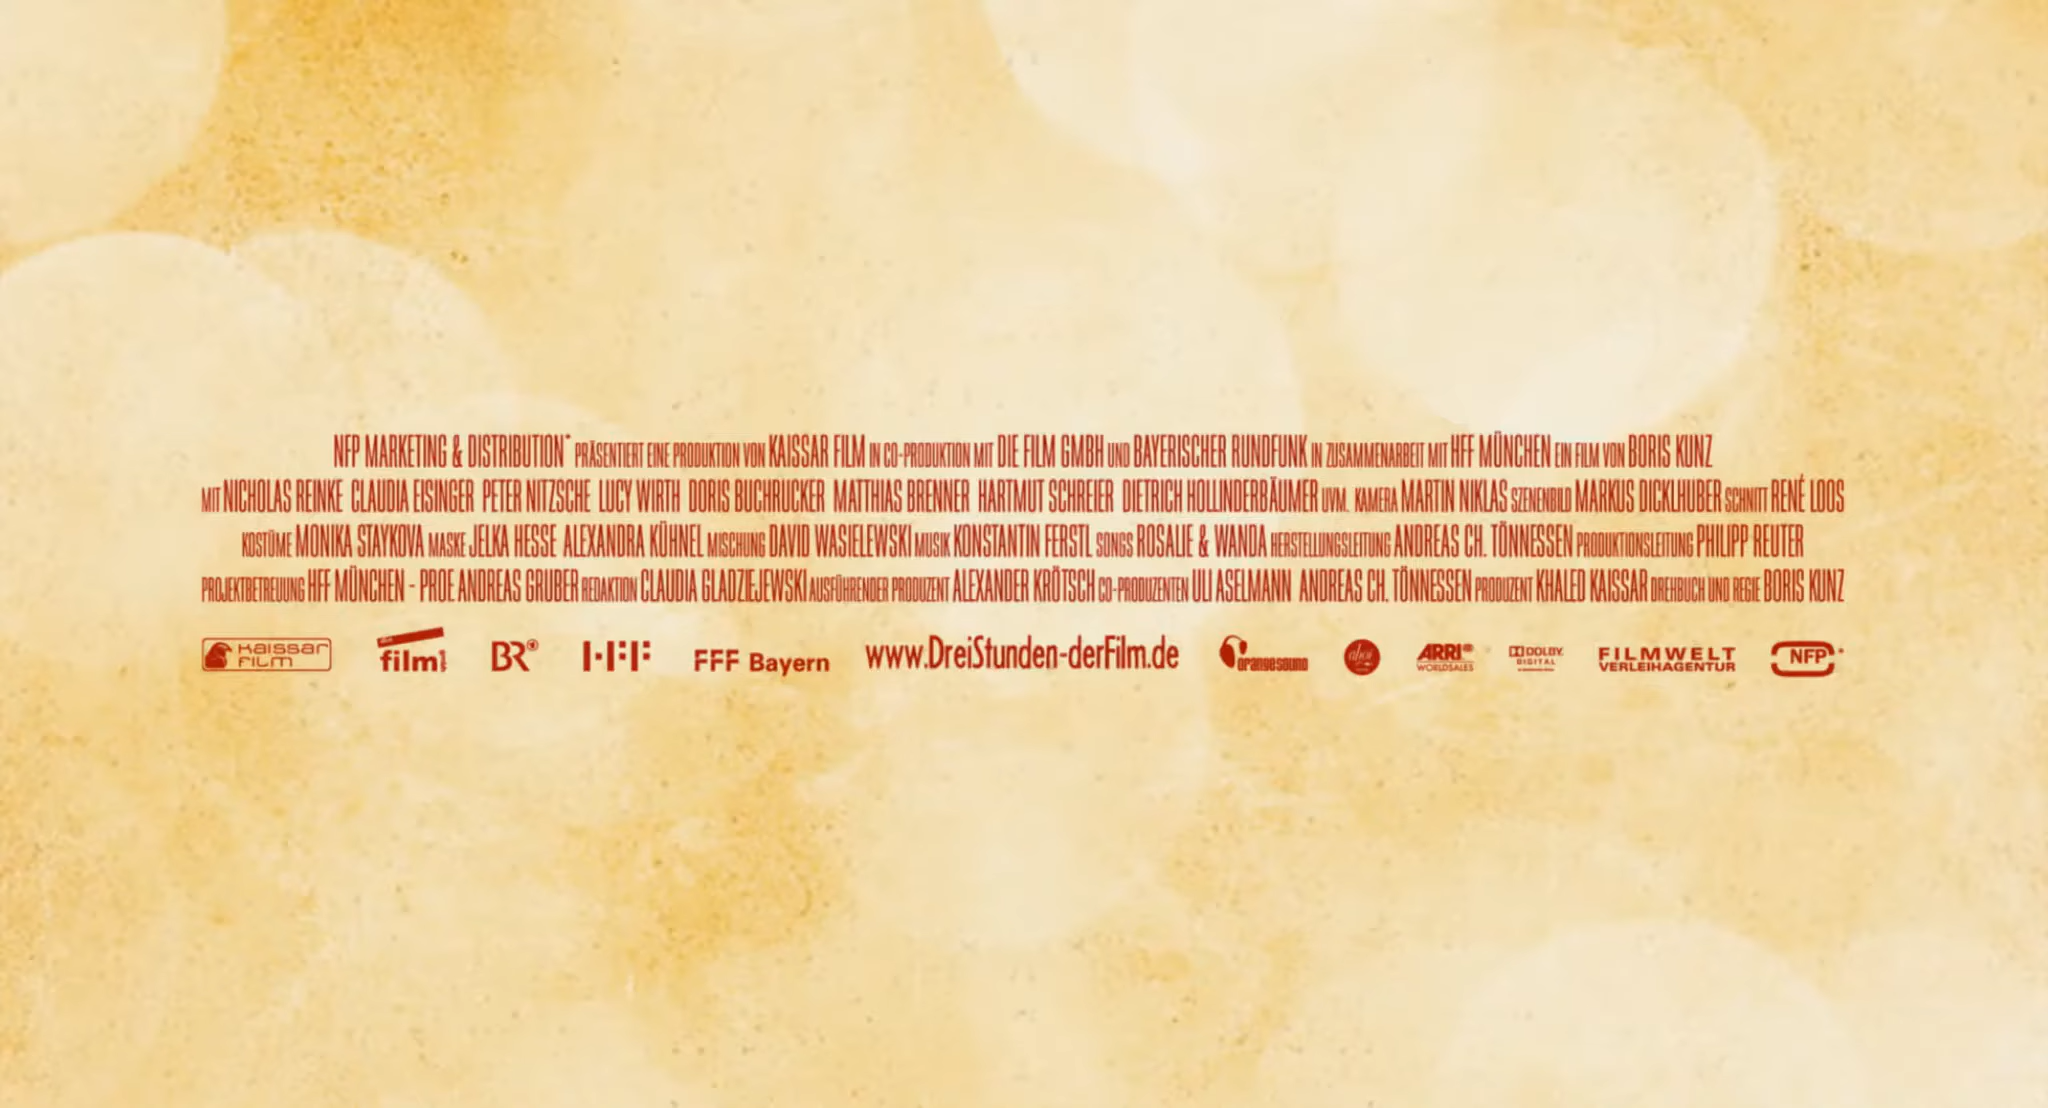 NFP MARKETING & DISTRIBUTION* PRÄSENTIERT EINE PRODUKTION VON KAISSAR FILM IN CO-PRODUKTION MIT DIE FILM GMBH UND BAYERISCHER RUNDFUNK IN ZUSAMMENARBEIT MIT HFF MÜNCHEN EIN FILM VON BORIS KUNZ
MIT NICHOLAS REINKE CLAUDIA EISINGER PETER NITZSCHE LUCY WIRTH DORIS BUCHRUCKER MATTHIAS BRENNER HARTMUT SCHREIER DIETRICH HOLLINDERBÄUMER UVM. KAMERA MARTIN NIKLAS SZENENBILD MARKUS DICKLHUBER SCHNITT RENÉ LOOS
KOSTÜME MONIKA STAYKOVA MASKE JELKA HESSE ALEXANDRA KÜHNEL MISCHUNG DAVID WASIELEWSKI MUSIK KONSTANTIN FERSTL SONGS ROSALIE & WANDA HERSTELLUNGSLEITUNG ANDREAS CH. TÖNNESSEN PRODUKTIONSLEITUNG PHILIPP REUTER
PROJEKTBETREUUNG HFF MÜNCHEN - PROF. ANDREAS GRUBER REDAKTION CLAUDIA GLADZIEJEWSKI AUSFÜHRENDER PRODUZENT ALEXANDER KRÖTSCH CO-PRODUZENTEN ULI ASELMANN ANDREAS CH. TÖNNESSEN PRODUZENT KHALED KAISSAR DREHBUCH UND REGIE BORIS KUNZ
KAISSAR FILM die film BR HFF FFF Bayern www.DreiStunden-derFilm.de orangesound ahoi ARRI WORLDSALES DOLBY DIGITAL FILMWELT VERLEIHAGENTUR NFP*